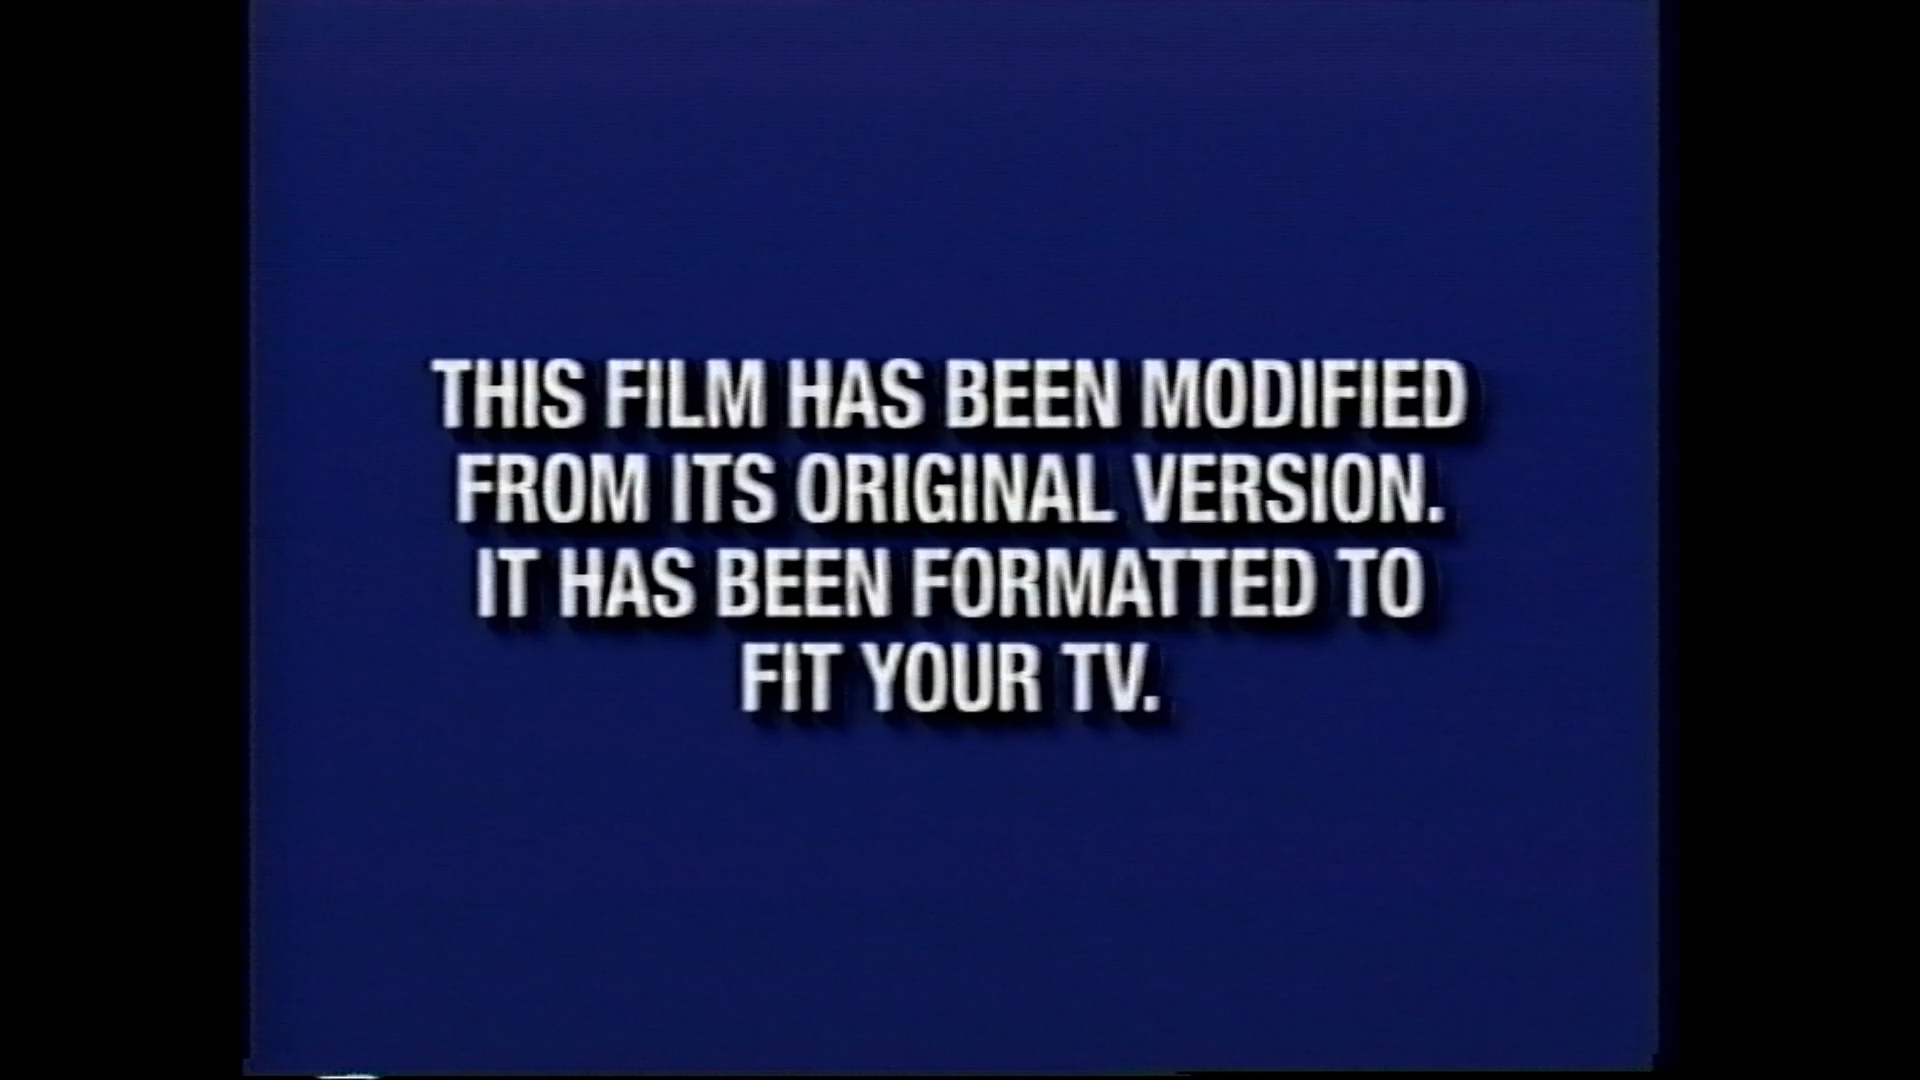 THIS FILM HAS BEEN MODIFIED
FROM ITS ORIGINAL VERSION.
IT HAS BEEN FORMATTED TO
FIT YOUR TV.